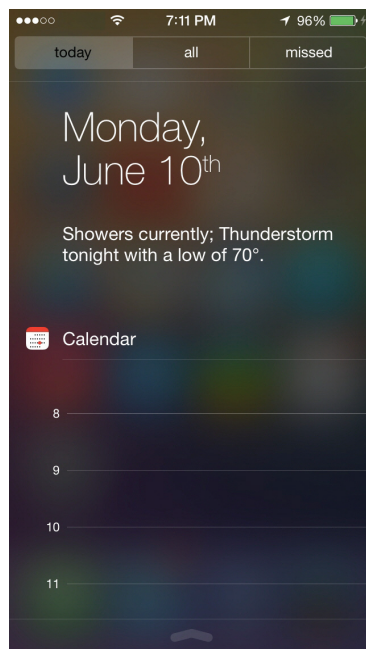 7:11 PM
96%
today all missed
Monday,
June 10th
Showers currently; Thunderstorm
tonight with a low of 70°.
Calendar
8
9
10
11